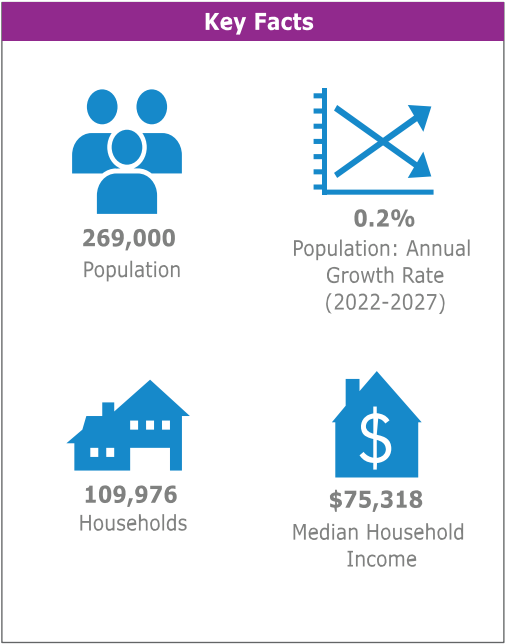 Key Facts
269,000
Population
0.2%
Population: Annual
Growth Rate
(2022-2027)
109,976
Households
$
$75,318
Median Household
Income